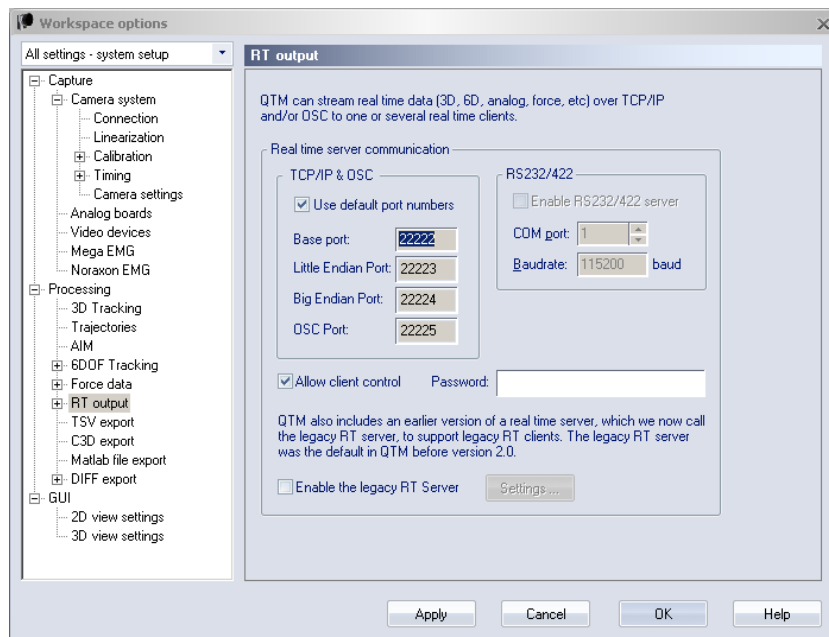 Workspace options
All settings - system setup
Capture
Camera system
Connection
Linearization
Calibration
Timing
Camera settings
Analog boards
Video devices
Mega EMG
Noraxon EMG
Processing
3D Tracking
Trajectories
AIM
6DOF Tracking
Force data
RT output
TSV export
C3D export
Matlab file export
DIFF export
GUI
2D view settings
3D view settings
RT output
QTM can stream real time data (3D, 6D, analog, force, etc) over TCP/IP
and/or OSC to one or several real time clients.
Real time server communication
TCP/IP & OSC
Use default port numbers
Base port: 22222
Little Endian Port: 22223
Big Endian Port: 22224
OSC Port: 22225
RS232/422
Enable RS232/422 server
COM port: 1
Baudrate: 115200 baud
Allow client control Password:
QTM also includes an earlier version of a real time server, which we now call
the legacy RT server, to support legacy RT clients. The legacy RT server
was the default in QTM before version 2.0.
Enable the legacy RT Server Settings ...
Apply Cancel OK Help